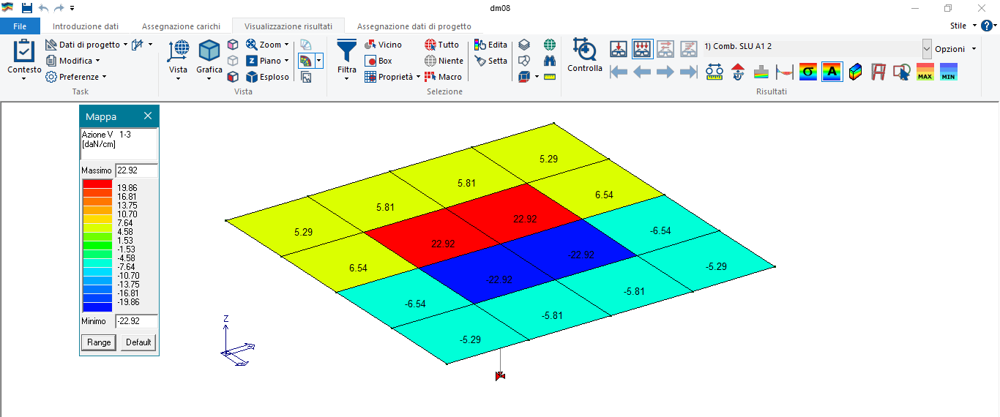 dm08
File Introduzione dati Assegnazione carichi Visualizzazione risultati Assegnazione dati di progetto Stile ?
Contesto
Dati di progetto
Modifica
Preferenze
Task
Vista
Grafica
Zoom
Z Piano
Esploso
Vista
Filtra
Vicino
Box
Proprietà
Tutto
Niente
Macro
Edita
Setta
Selezione
Controlla
1) Comb. SLU A1 2
Opzioni
σ A MAX MIN
Risultati
Mappa
Azione V 1-3
[daN/cm]
Massimo 22.92
19.86
16.81
13.75
10.70
7.64
4.58
1.53
-1.53
-4.58
-7.64
-10.70
-13.75
-16.81
-19.86
Minimo -22.92
Range Default
5.29
5.81
6.54
5.81
22.92
-6.54
5.29
22.92
-22.92
-5.29
6.54
-22.92
-5.81
-6.54
-5.81
-5.29
Z